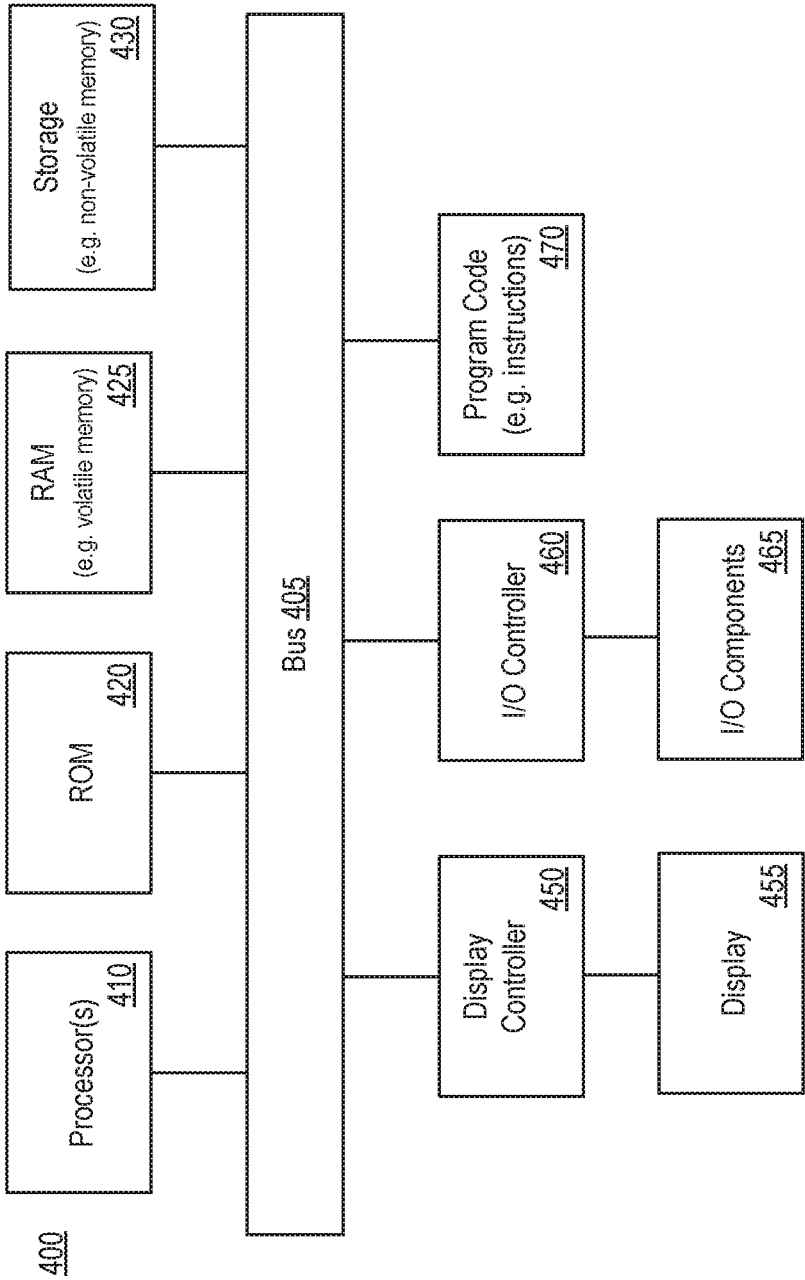 400
Processor(s)
410
ROM
420
RAM
(e.g. volatile memory)
425
Storage
(e.g. non-volatile memory)
430
Bus 405
Display
Controller
450
I/O Controller
460
Program Code
(e.g. instructions)
470
Display
455
I/O Components
465